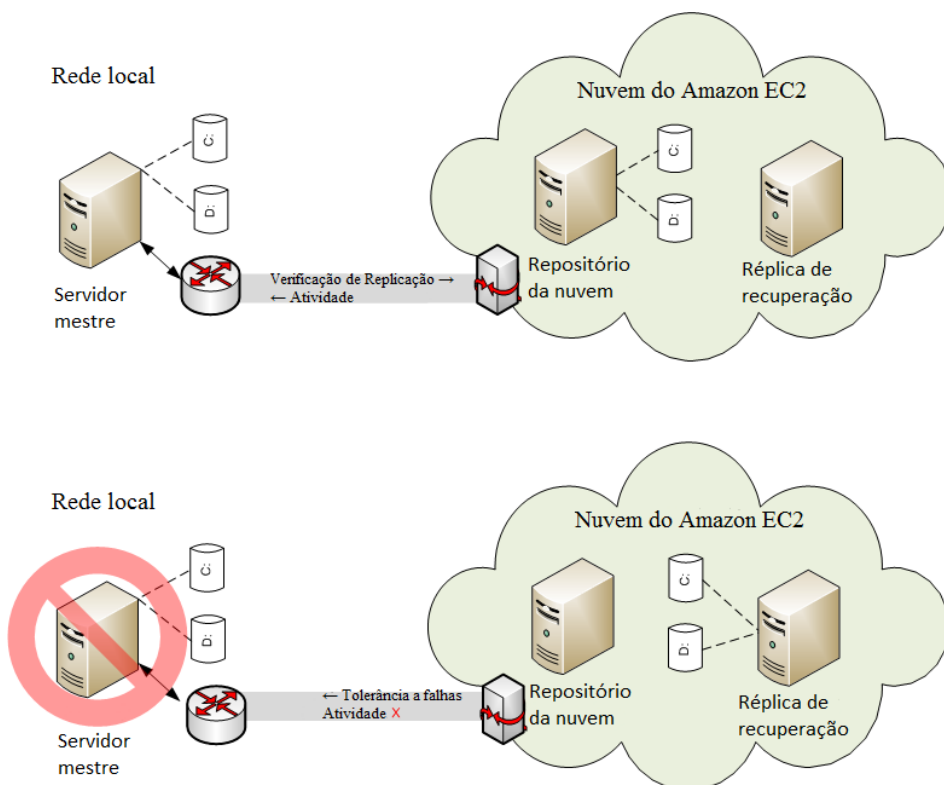 Rede local
Nuvem do Amazon EC2
C:
D:
C:
D:
Verificação de Replicação →
← Atividade
Servidor
mestre
Repositório
da nuvem
Réplica de
recuperação
Rede local
Nuvem do Amazon EC2
C:
D:
C:
D:
← Tolerância a falhas
Atividade X
Servidor
mestre
Repositório
da nuvem
Réplica de
recuperação